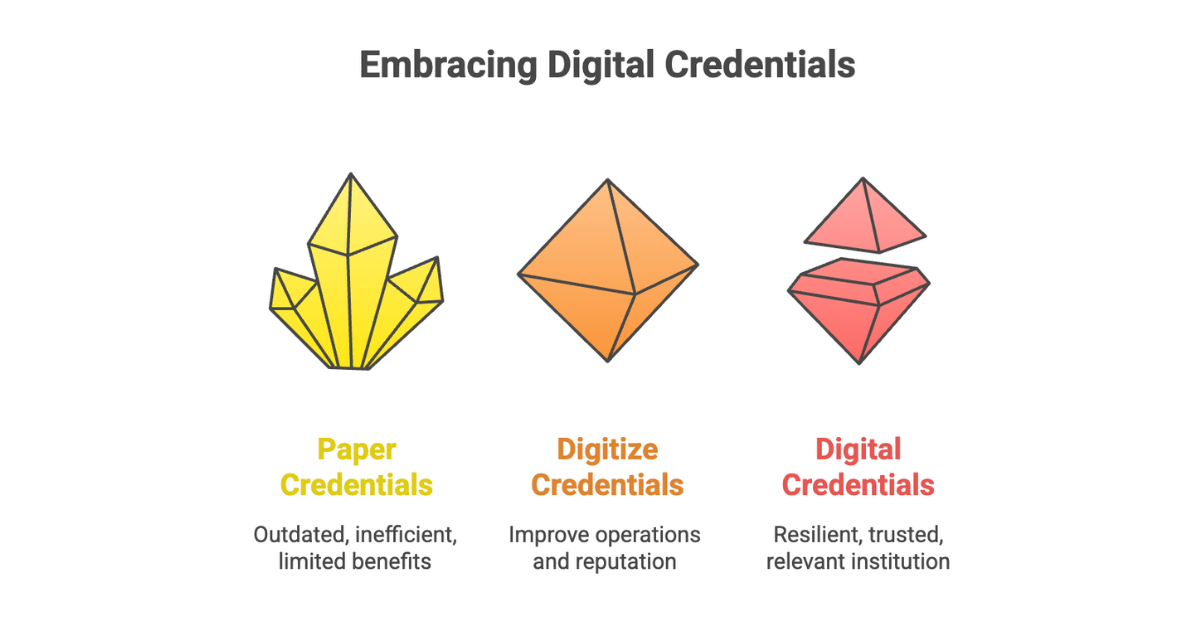 Embracing Digital Credentials
Paper
Credentials
Outdated, inefficient,
limited benefits
Digitize
Credentials
Improve operations
and reputation
Digital
Credentials
Resilient, trusted,
relevant institution